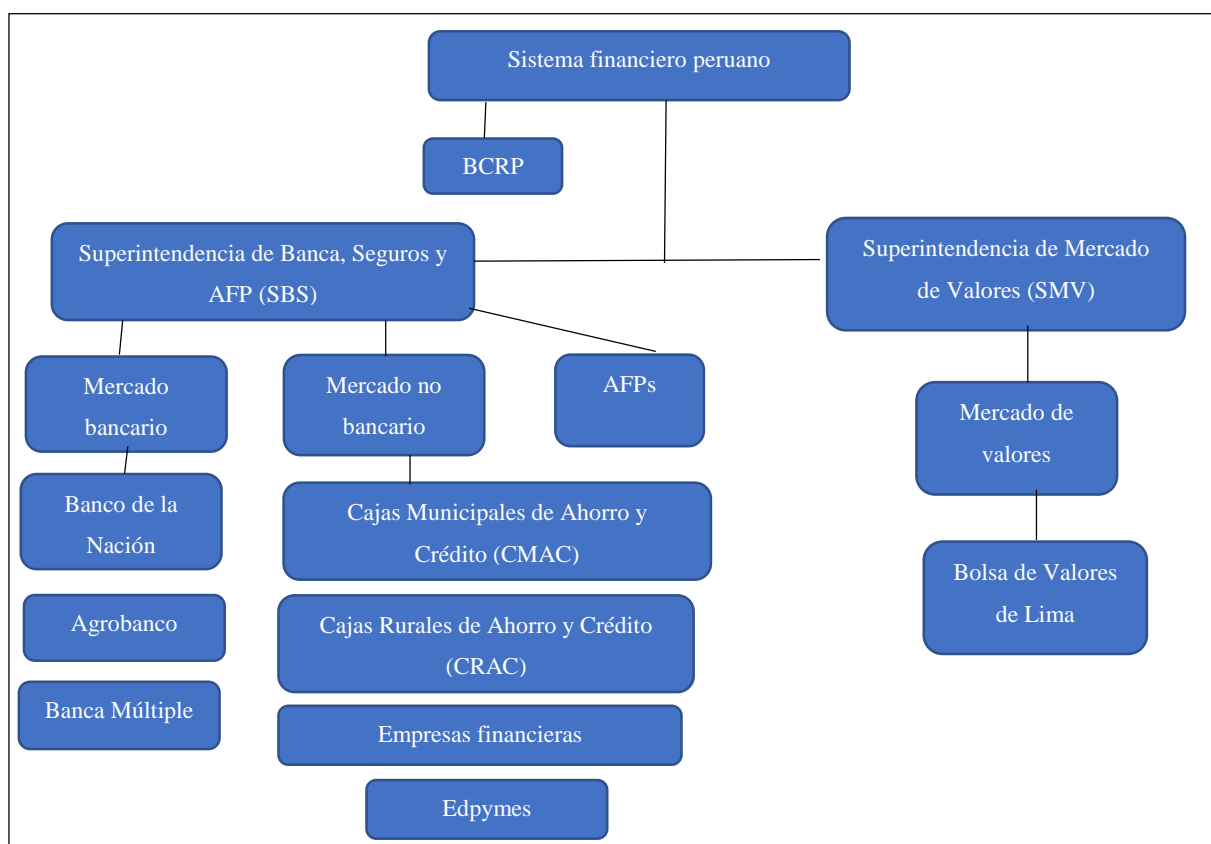 Sistema financiero peruano
BCRP
Superintendencia de Banca, Seguros y
AFP (SBS)
Superintendencia de Mercado
de Valores (SMV)
Mercado
bancario
Mercado no
bancario
AFPs
Mercado de
valores
Banco de la
Nación
Cajas Municipales de Ahorro y
Crédito (CMAC)
Bolsa de Valores
de Lima
Agrobanco
Cajas Rurales de Ahorro y Crédito
(CRAC)
Banca Múltiple
Empresas financieras
Edpymes